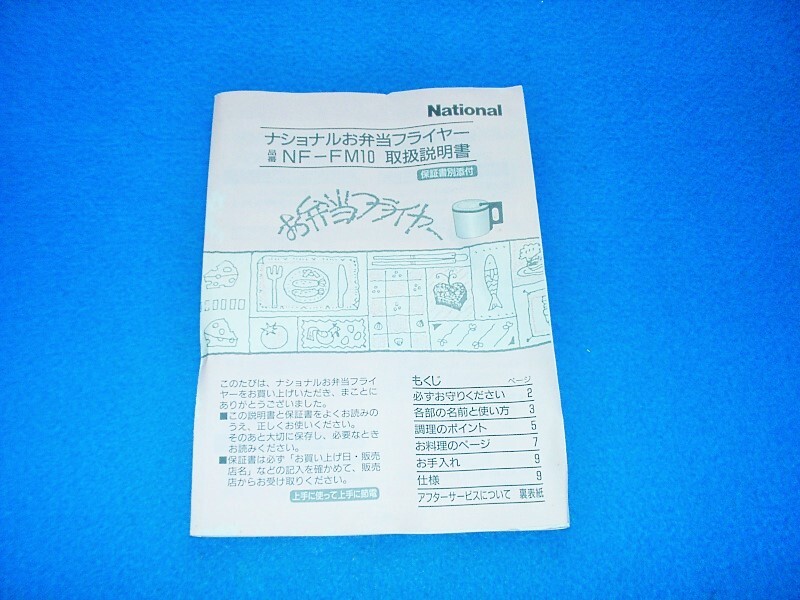 National
ナショナルお弁当フライヤー
品番 NF-FM10 取扱説明書
保証書別添付
お弁当フライヤー
このたびは、ナショナルお弁当フライ
ヤーをお買い上げいただき、まことに
ありがとうございました。
■この説明書と保証書をよくお読みの
うえ、正しくお使いください。
そのあと大切に保存し、必要なとき
お読みください。
■保証書は必ず「お買い上げ日・販売
店名」などの記入を確かめて、販売
店からお受け取りください。
上手に使って上手に節電
もくじ ページ
必ずお守りください 2
各部の名前と使い方 3
調理のポイント 5
お料理のページ 7
お手入れ 9
仕様 9
アフターサービスについて 裏表紙